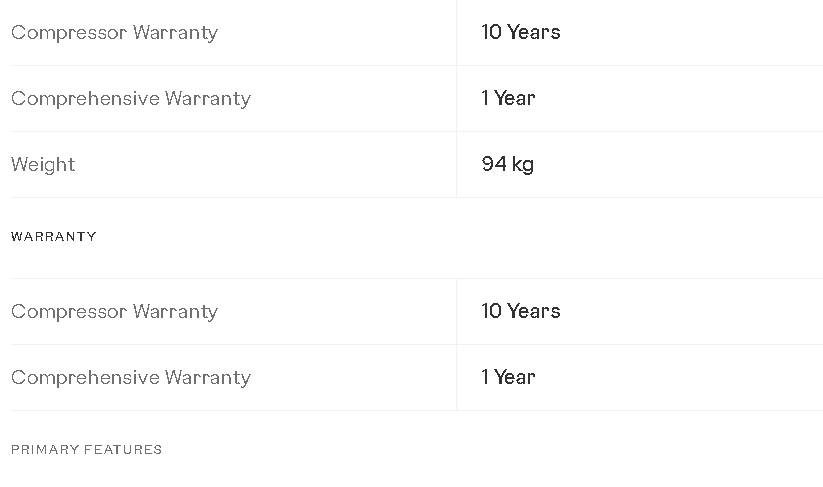 Compressor Warranty 10 Years
Comprehensive Warranty 1 Year
Weight 94 kg
WARRANTY
Compressor Warranty 10 Years
Comprehensive Warranty 1 Year
PRIMARY FEATURES